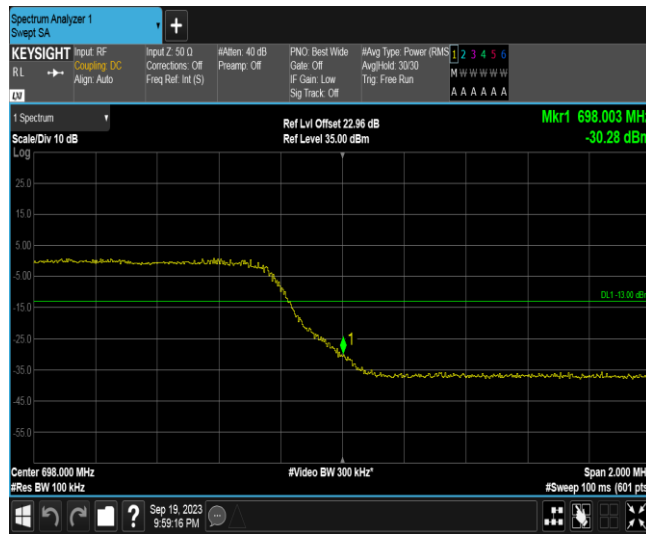 Spectrum Analyzer 1
Swept SA
+
KEYSIGHT
RL
LXI
Input: RF
Coupling: DC
Align: Auto
Input Z: 50 Ω
Corrections: Off
Freq Ref: Int (S)
#Atten: 40 dB
Preamp: Off
PNO: Best Wide
Gate: Off
IF Gain: Low
Sig Track: Off
#Avg Type: Power (RMS
Avg|Hold: 30/30
Trig: Free Run
1 2 3 4 5 6
M W W W W W
A A A A A A
1 Spectrum
Scale/Div 10 dB
Log
Ref Lvl Offset 22.96 dB
Ref Level 35.00 dBm
Mkr1 698.003 MHz
-30.28 dBm
25.0
15.0
5.00
-5.00
-15.0
-25.0
-35.0
-45.0
-55.0
DL1 -13.00 dBm
1
Center 698.000 MHz
#Res BW 100 kHz
#Video BW 300 kHz*
Span 2.000 MHz
#Sweep 100 ms (601 pts
?
Sep 19, 2023
9:59:16 PM